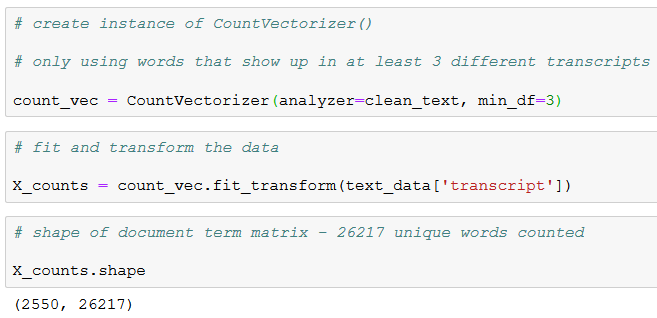 # create instance of CountVectorizer()
# only using words that show up in at least 3 different transcripts
count_vec = CountVectorizer(analyzer=clean_text, min_df=3)
# fit and transform the data
X_counts = count_vec.fit_transform(text_data['transcript'])
# shape of document term matrix - 26217 unique words counted
X_counts.shape
(2550, 26217)